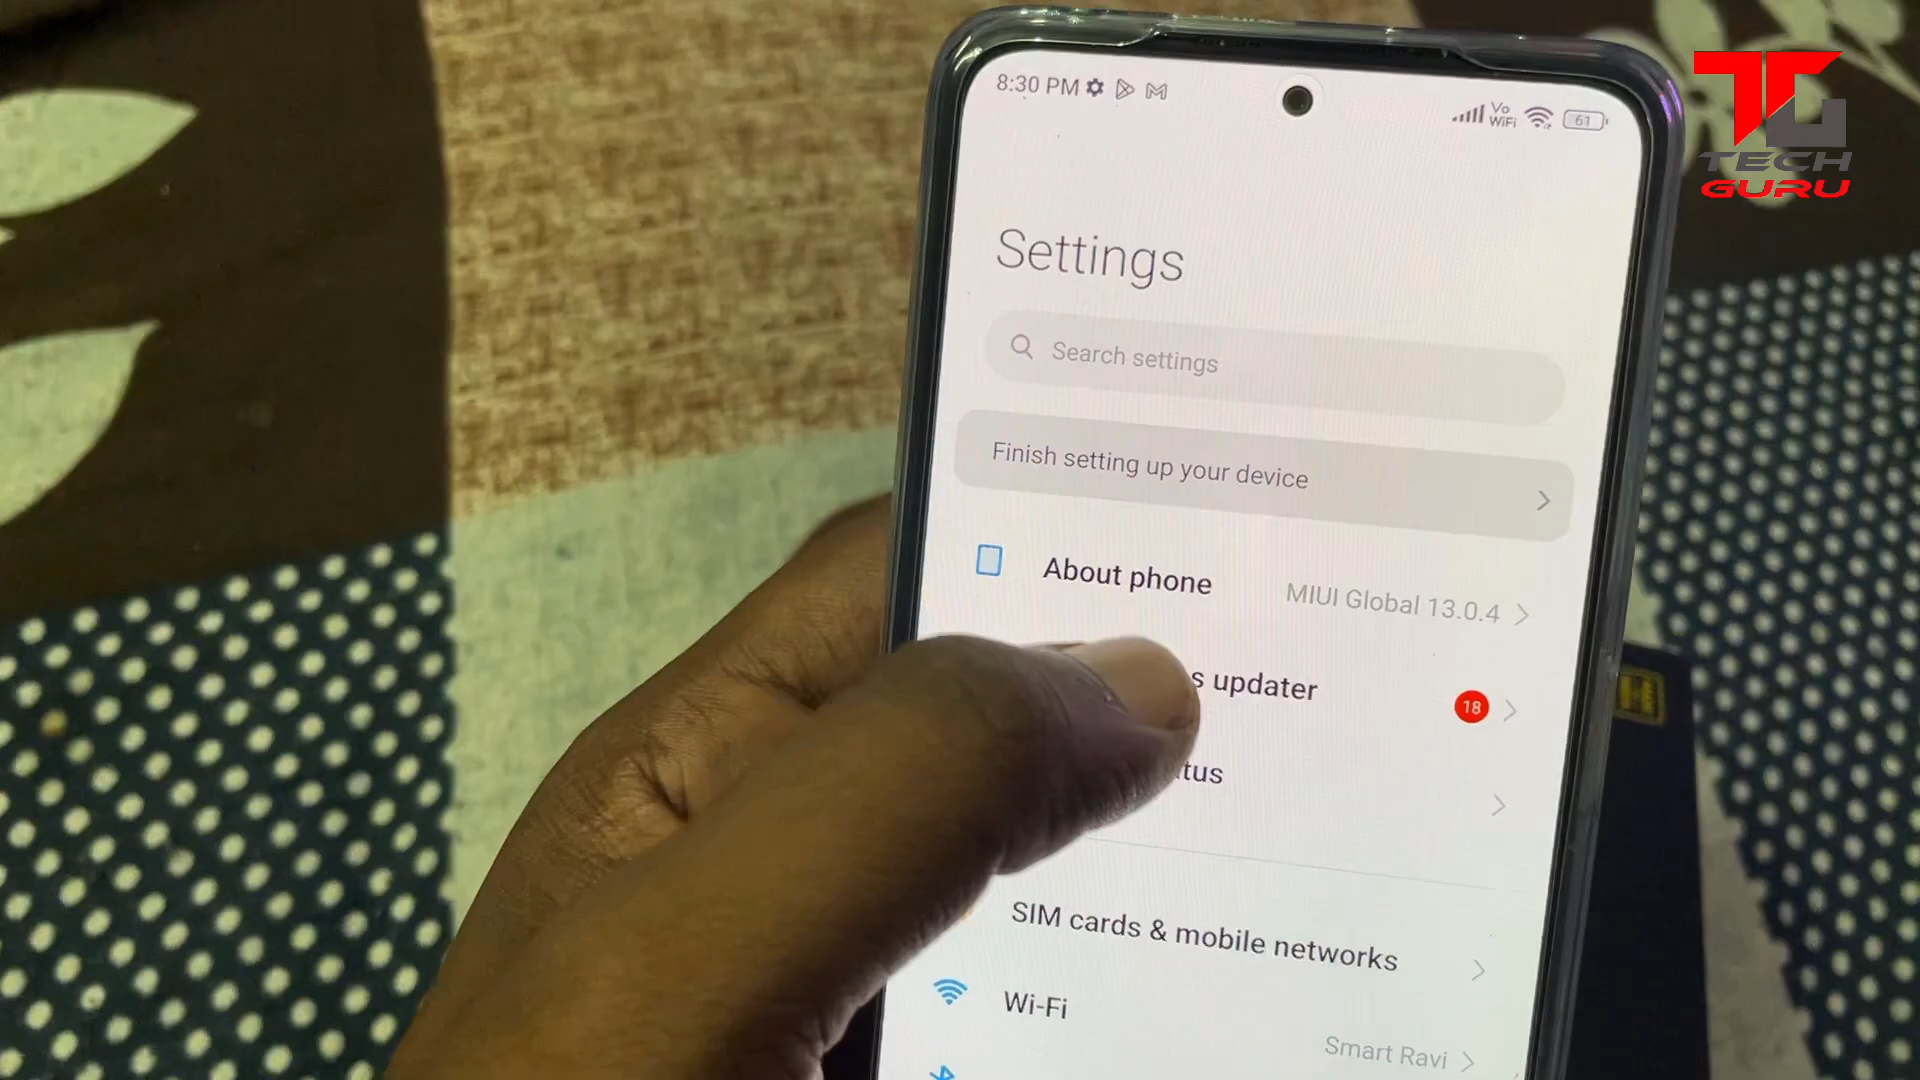 8:30 PM
Vo
WiFi
61
TECH
GURU
Settings
Search settings
Finish setting up your device
About phone
MIUI Global 13.0.4
updater
18
SIM cards & mobile networks
Wi-Fi
Smart Ravi